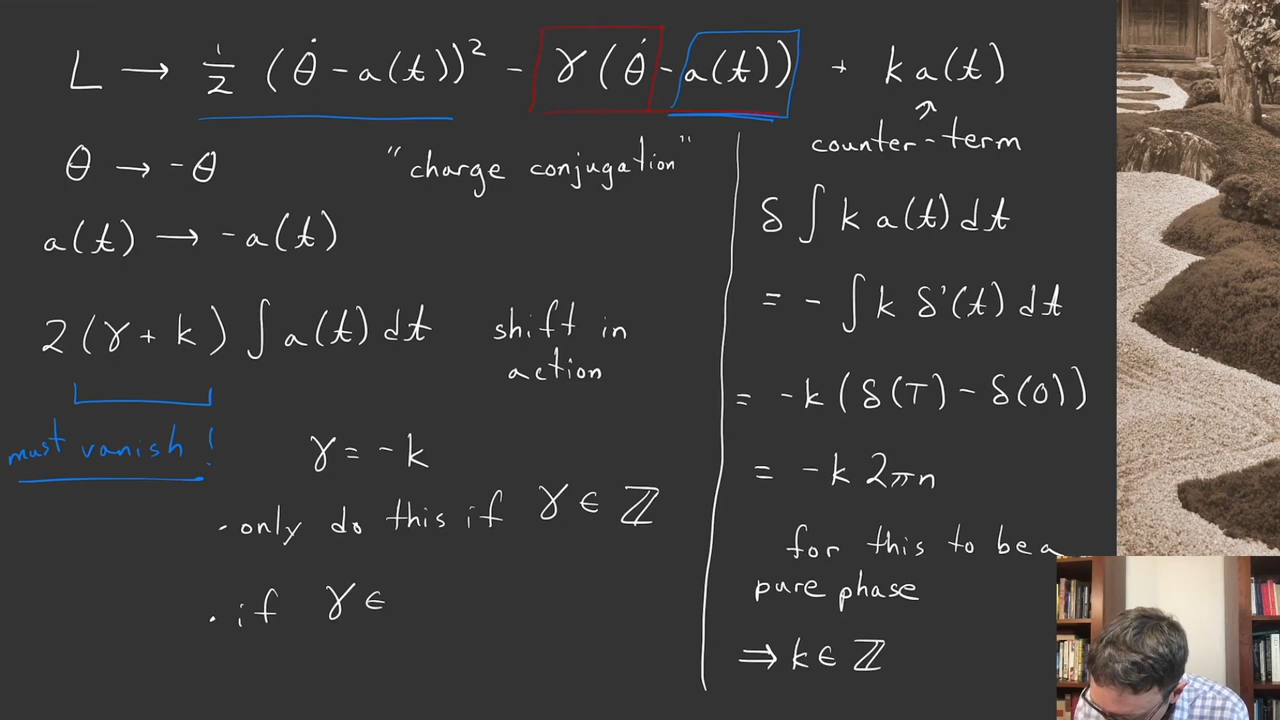 L → 1/2 (θ̇ - a(t))² - γ(θ̇ - a(t)) + k a(t)
counter-term
θ → -θ
"charge conjugation"
a(t) → -a(t)
2(γ + k) ∫ a(t) dt shift in
action
must vanish!
γ = -k
• only do this if γ ∈ ℤ
• if γ ∈
δ ∫ k a(t) dt
= - ∫ k δ'(t) dt
= -k (δ(T) - δ(0))
= -k 2πn
for this to be a
pure phase
⇒ k ∈ ℤ